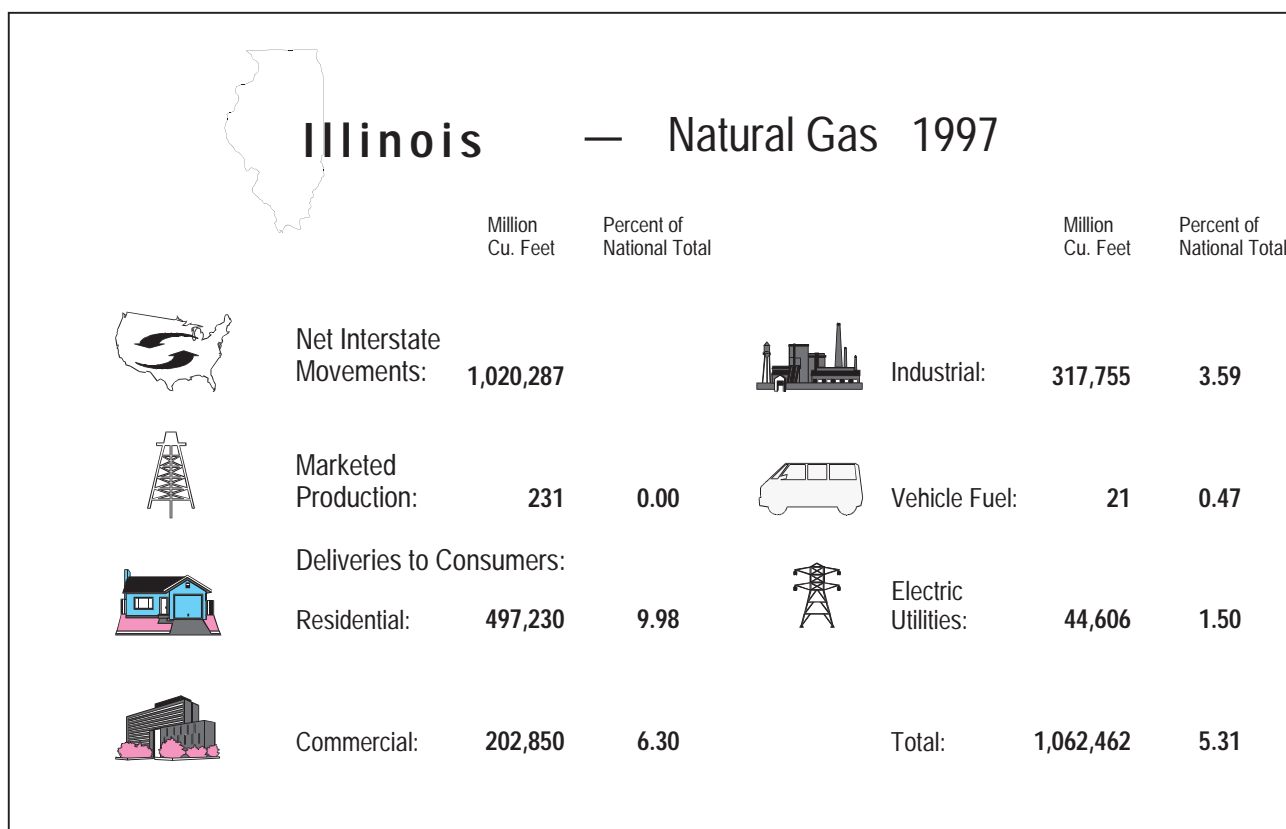 Illinois — Natural Gas 1997
Million Cu. Feet
Percent of National Total
Net Interstate Movements: 1,020,287
Marketed Production: 231 0.00
Deliveries to Consumers:
Residential: 497,230 9.98
Commercial: 202,850 6.30
Million Cu. Feet
Percent of National Total
Industrial: 317,755 3.59
Vehicle Fuel: 21 0.47
Electric Utilities: 44,606 1.50
Total: 1,062,462 5.31